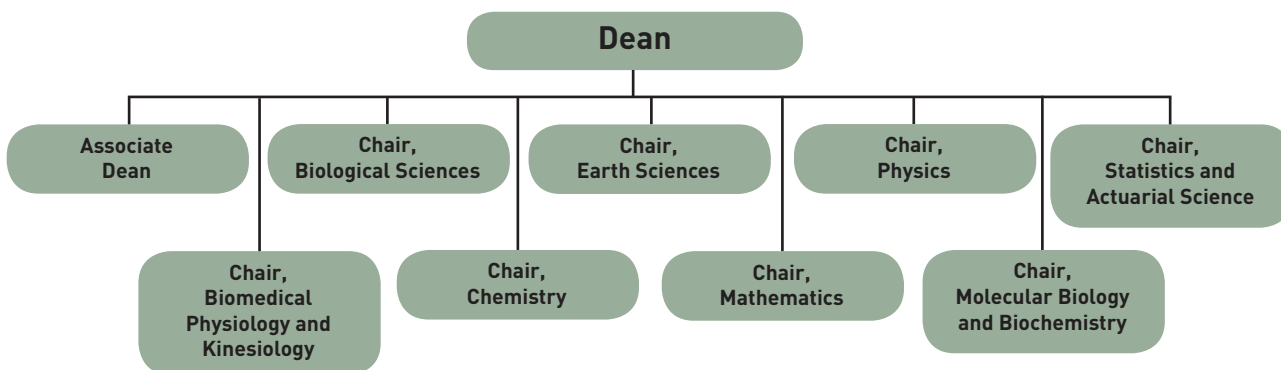 Dean
Associate
Dean
Chair,
Biological Sciences
Chair,
Earth Sciences
Chair,
Physics
Chair,
Statistics and
Actuarial Science
Chair,
Biomedical
Physiology and
Kinesiology
Chair,
Chemistry
Chair,
Mathematics
Chair,
Molecular Biology
and Biochemistry